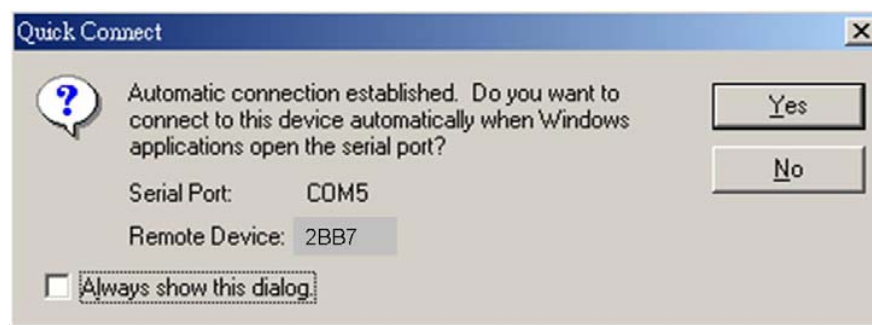 Quick Connect
Automatic connection established. Do you want to
connect to this device automatically when Windows
applications open the serial port?
Serial Port: COM5
Remote Device: 2BB7
Always show this dialog.
Yes
No